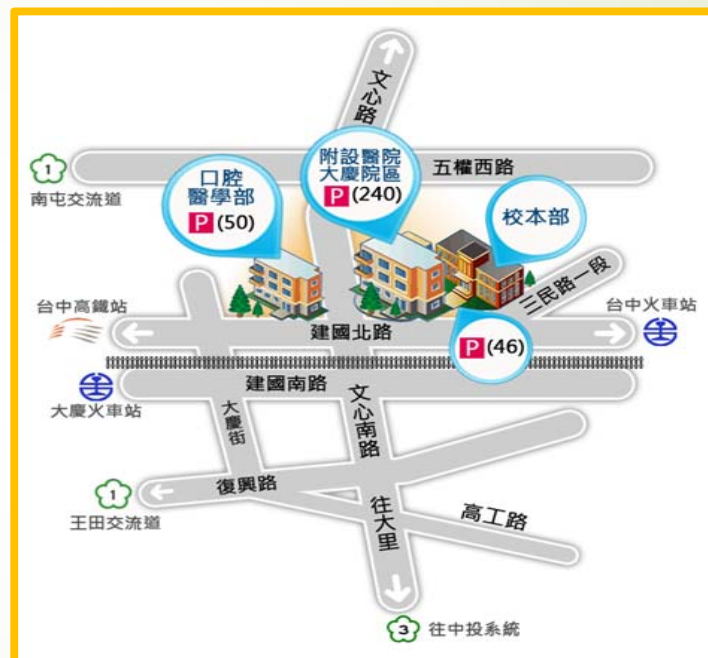 文心路
1
南屯交流道
五權西路
口腔
醫學部
P (50)
附設醫院
大慶院區
P (240)
校本部
三民路一段
台中高鐵站
台中火車站
建國北路
P (46)
大慶火車站
建國南路
大慶街
文心南路
復興路
1
王田交流道
高工路
往大里
3
往中投系統